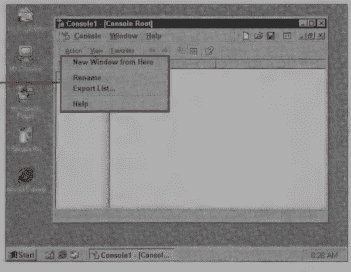 Console1 - [Console Root]
Console Window Help
Action View Favorites
New Window from Here
Rename
Export List...
Help
Start Console1 - [Consol... 8:28 AM